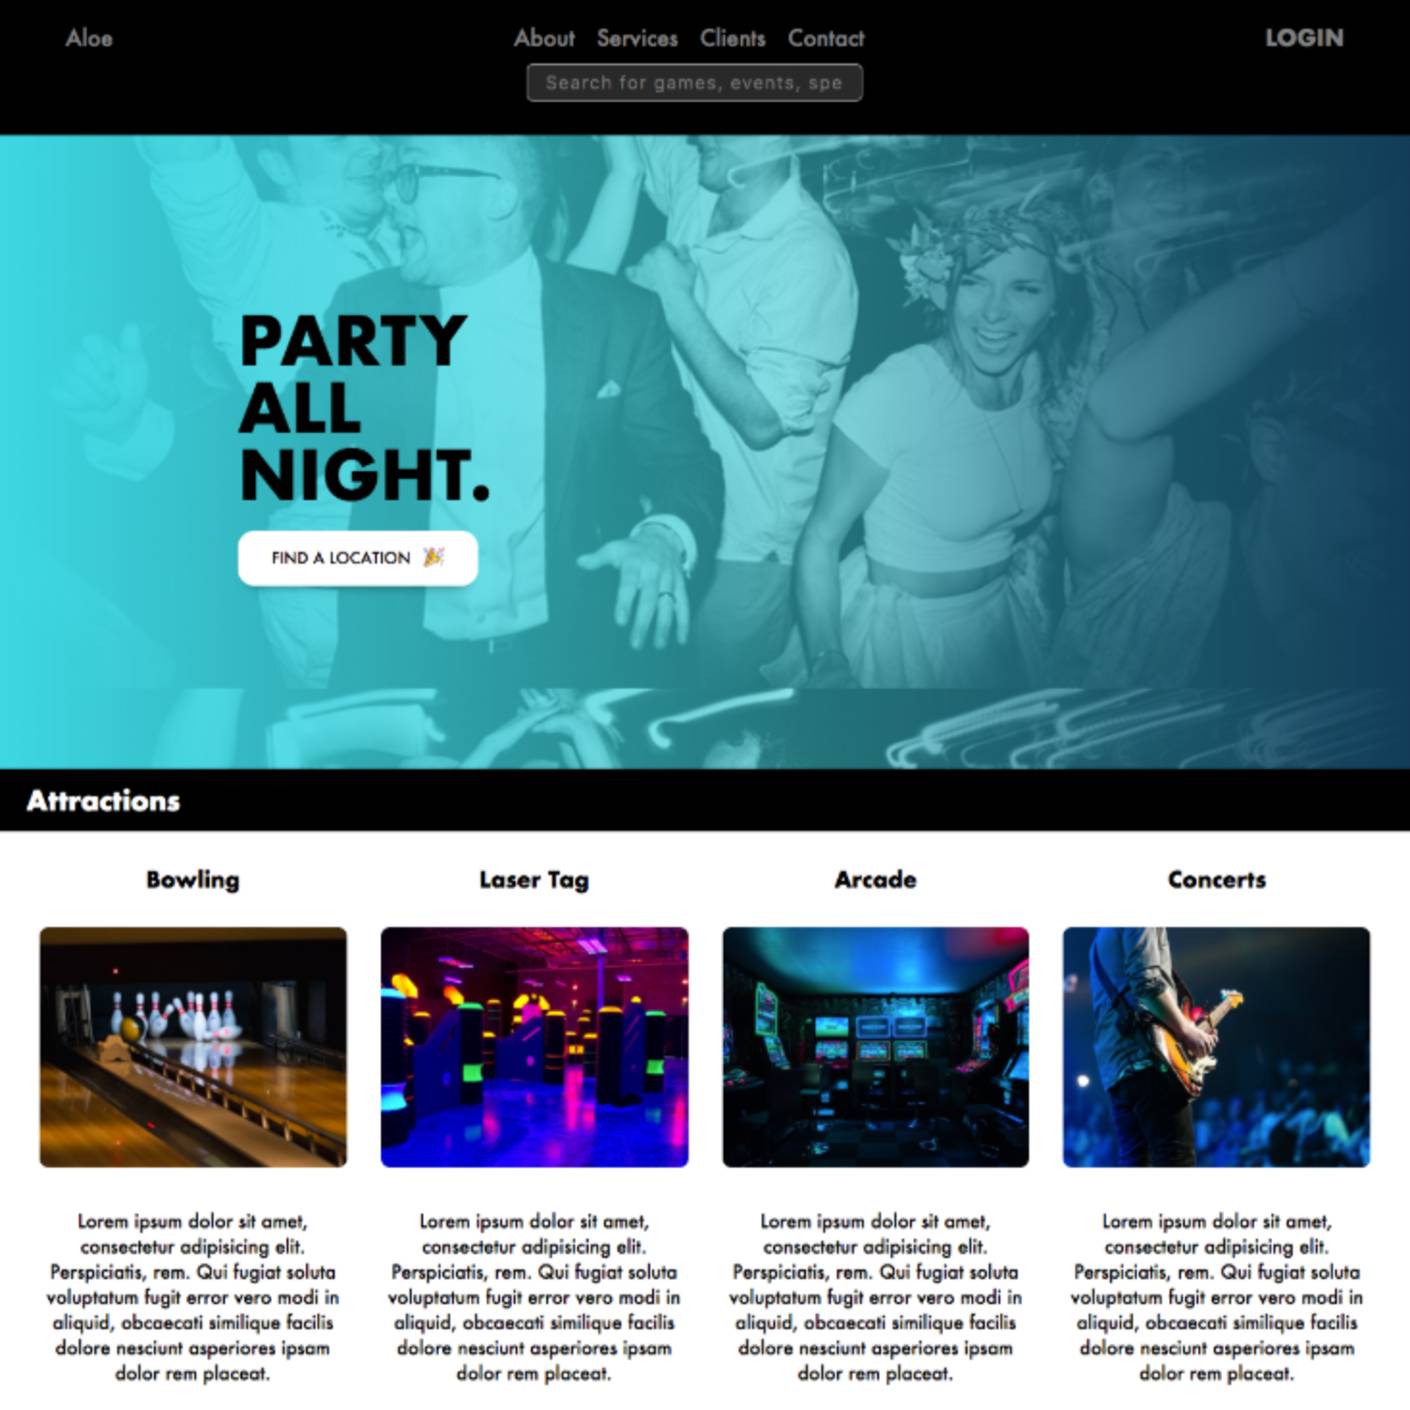 Aloe
About Services Clients Contact
LOGIN
Search for games, events, spe
PARTY
ALL
NIGHT.
FIND A LOCATION 🎉
Attractions
Bowling
Laser Tag
Arcade
Concerts
Lorem ipsum dolor sit amet,
consectetur adipisicing elit.
Perspiciatis, rem. Qui fugiat soluta
voluptatum fugit error vero modi in
aliquid, obcaecati similique facilis
dolore nesciunt asperiores ipsam
dolor rem placeat.
Lorem ipsum dolor sit amet,
consectetur adipisicing elit.
Perspiciatis, rem. Qui fugiat soluta
voluptatum fugit error vero modi in
aliquid, obcaecati similique facilis
dolore nesciunt asperiores ipsam
dolor rem placeat.
Lorem ipsum dolor sit amet,
consectetur adipisicing elit.
Perspiciatis, rem. Qui fugiat soluta
voluptatum fugit error vero modi in
aliquid, obcaecati similique facilis
dolore nesciunt asperiores ipsam
dolor rem placeat.
Lorem ipsum dolor sit amet,
consectetur adipisicing elit.
Perspiciatis, rem. Qui fugiat soluta
voluptatum fugit error vero modi in
aliquid, obcaecati similique facilis
dolore nesciunt asperiores ipsam
dolor rem placeat.